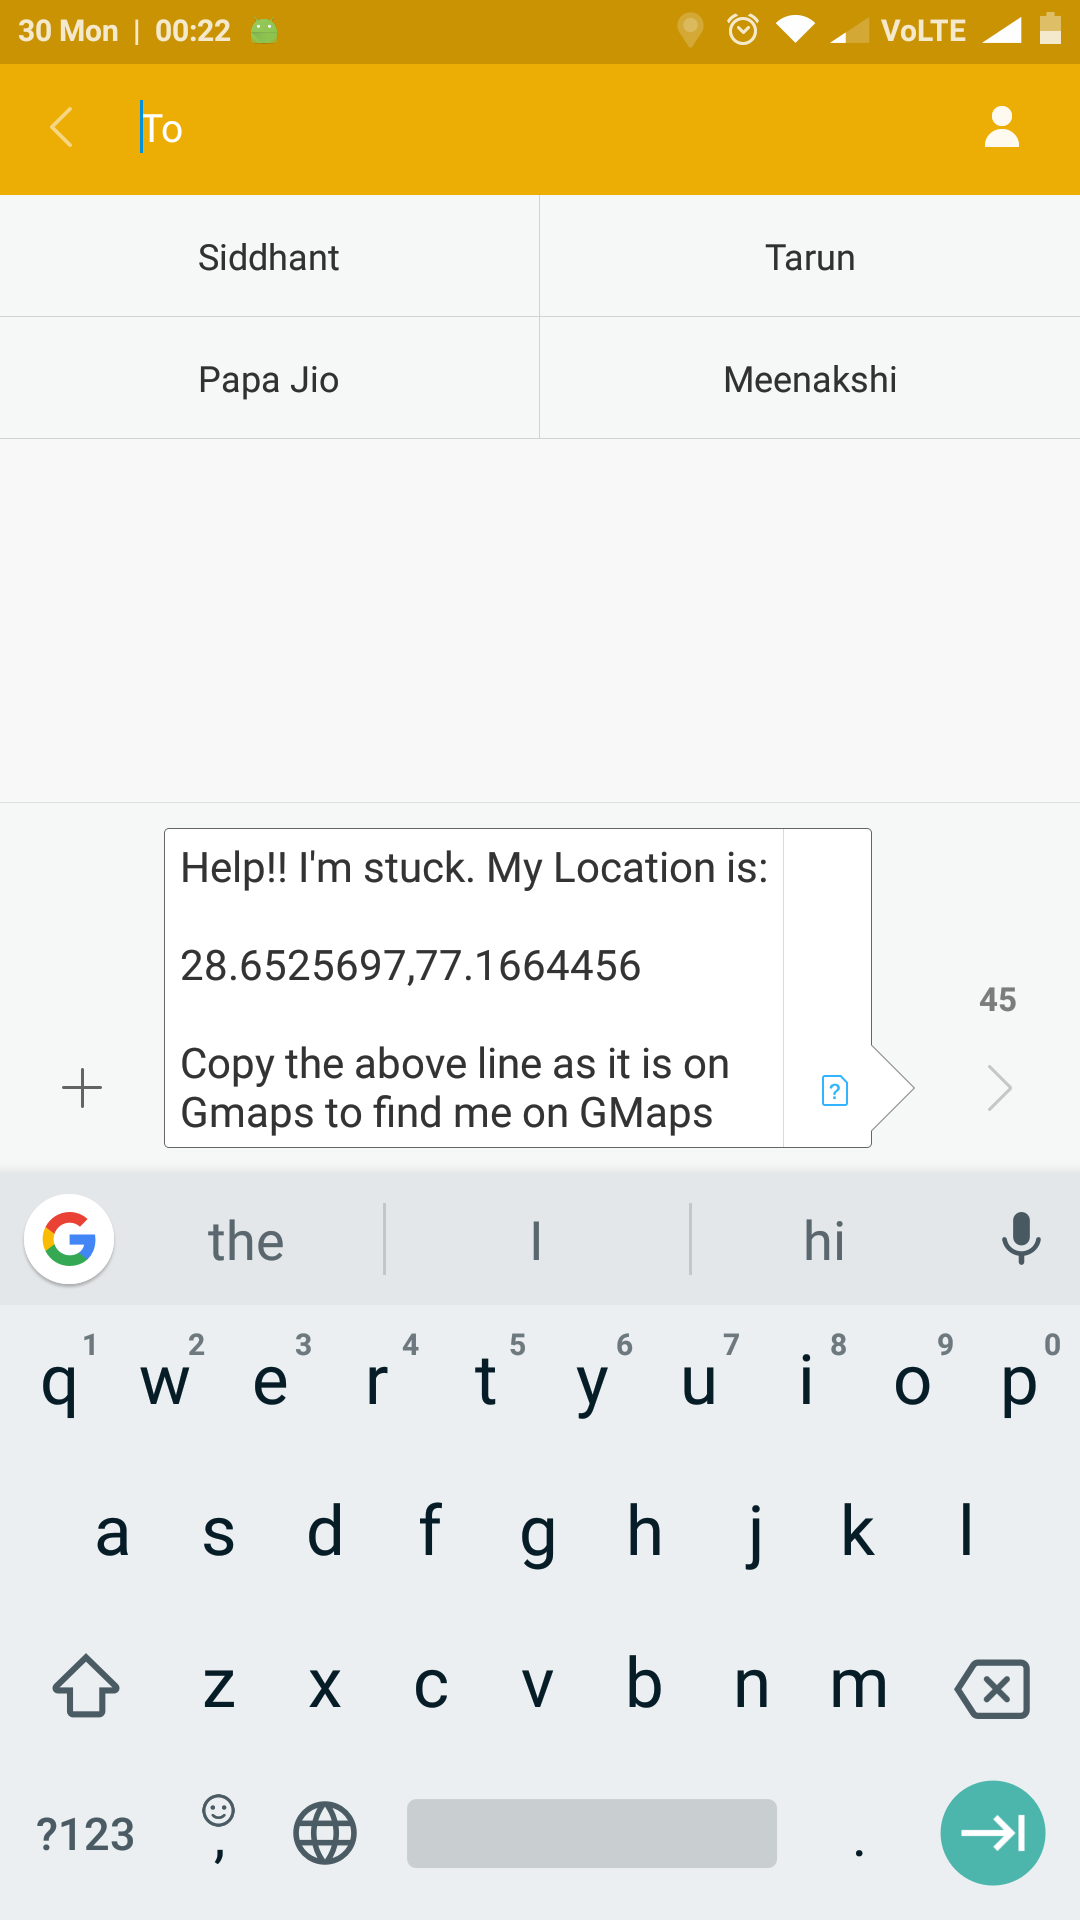 30 Mon | 00:22 VoLTE
To
Siddhant Tarun
Papa Jio Meenakshi
Help!! I'm stuck. My Location is:
28.6525697,77.1664456
Copy the above line as it is on
Gmaps to find me on GMaps
45
the I hi
1 2 3 4 5 6 7 8 9 0
q w e r t y u i o p
a s d f g h j k l
z x c v b n m
?123 , .